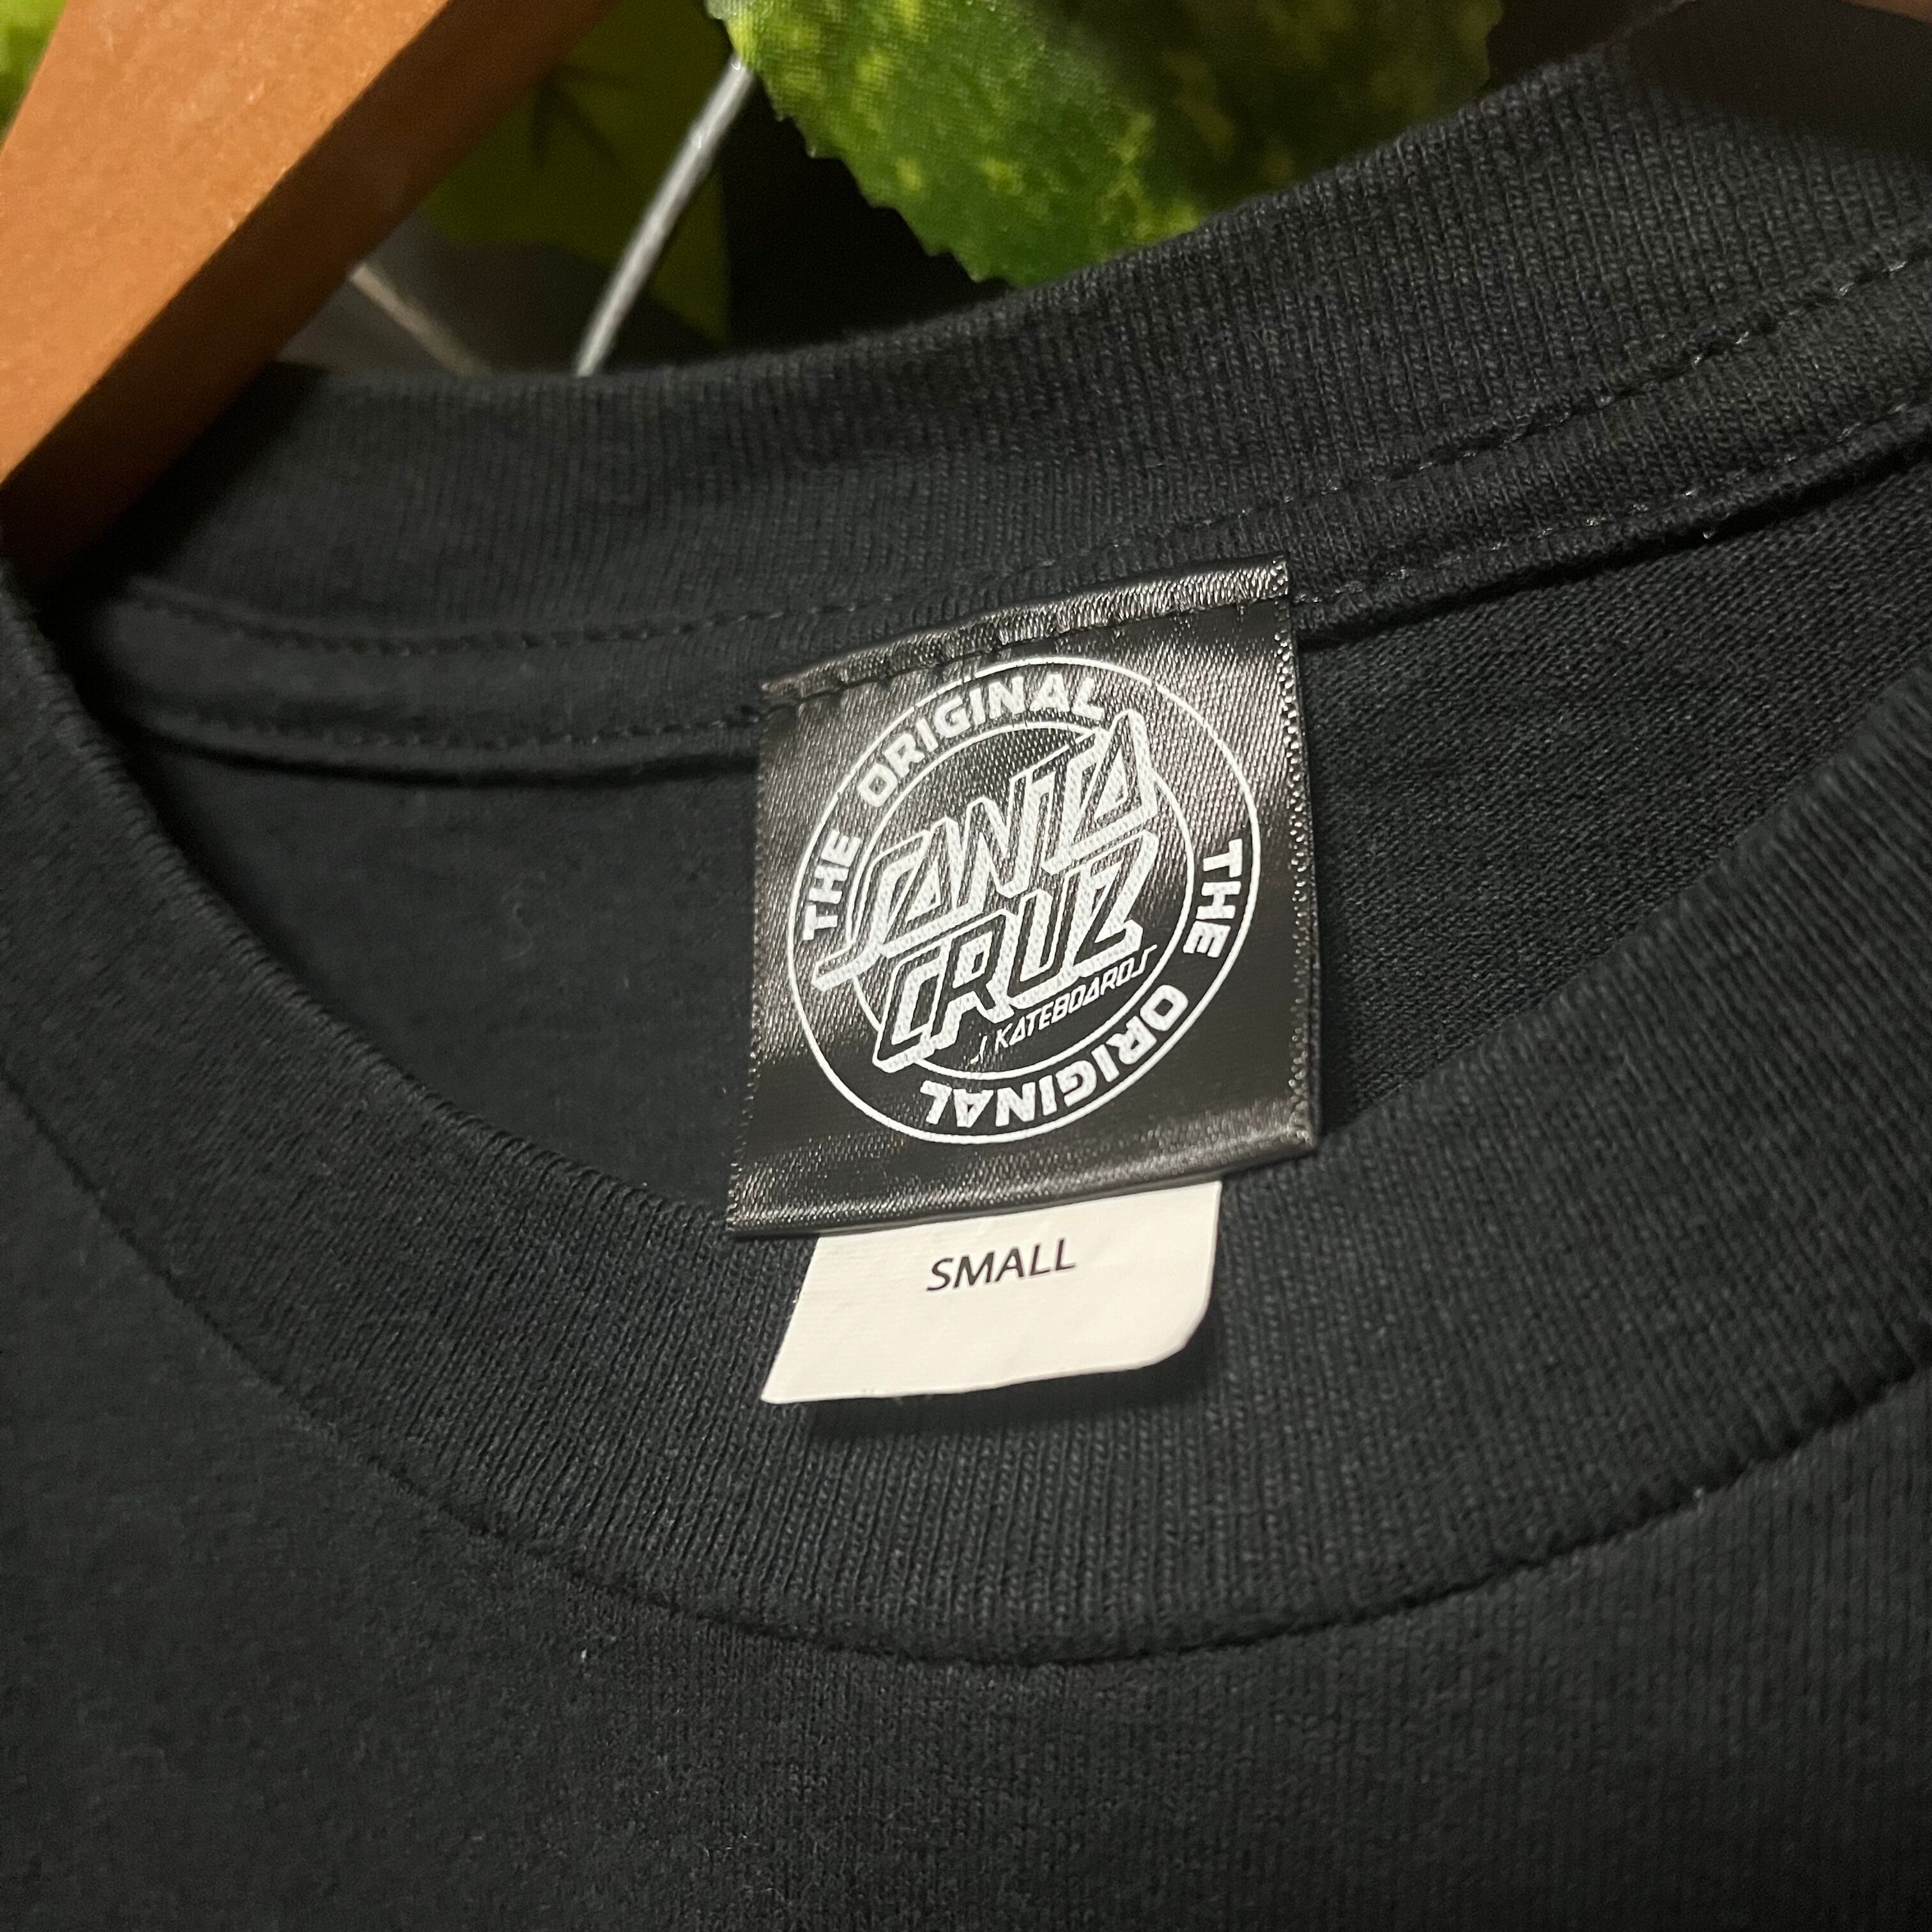 THE ORIGINAL
SANTA
CRUZ
SKATEBOARDS
THE ORIGINAL
SMALL